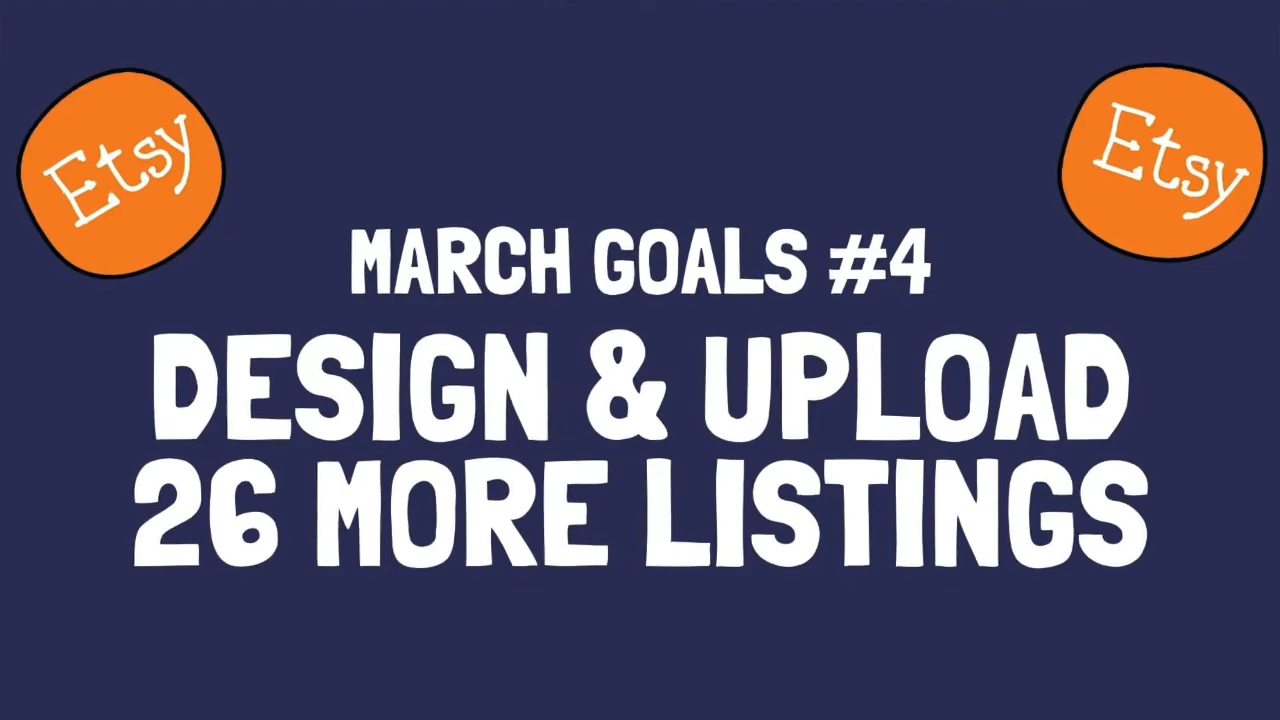 Etsy
Etsy
MARCH GOALS #4
DESIGN & UPLOAD
26 MORE LISTINGS